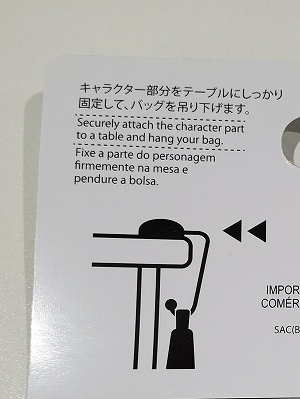 キャラクター部分をテーブルにしっかり
固定して、バッグを吊り下げます。
Securely attach the character part
to a table and hang your bag.
Fixe a parte do personagem
firmemente na mesa e
pendure a bolsa.
IMPOR
COMÉR
SAC(B